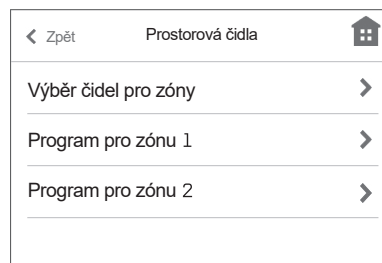 Zpět Prostorová čidla
Výběr čidel pro zóny
Program pro zónu 1
Program pro zónu 2